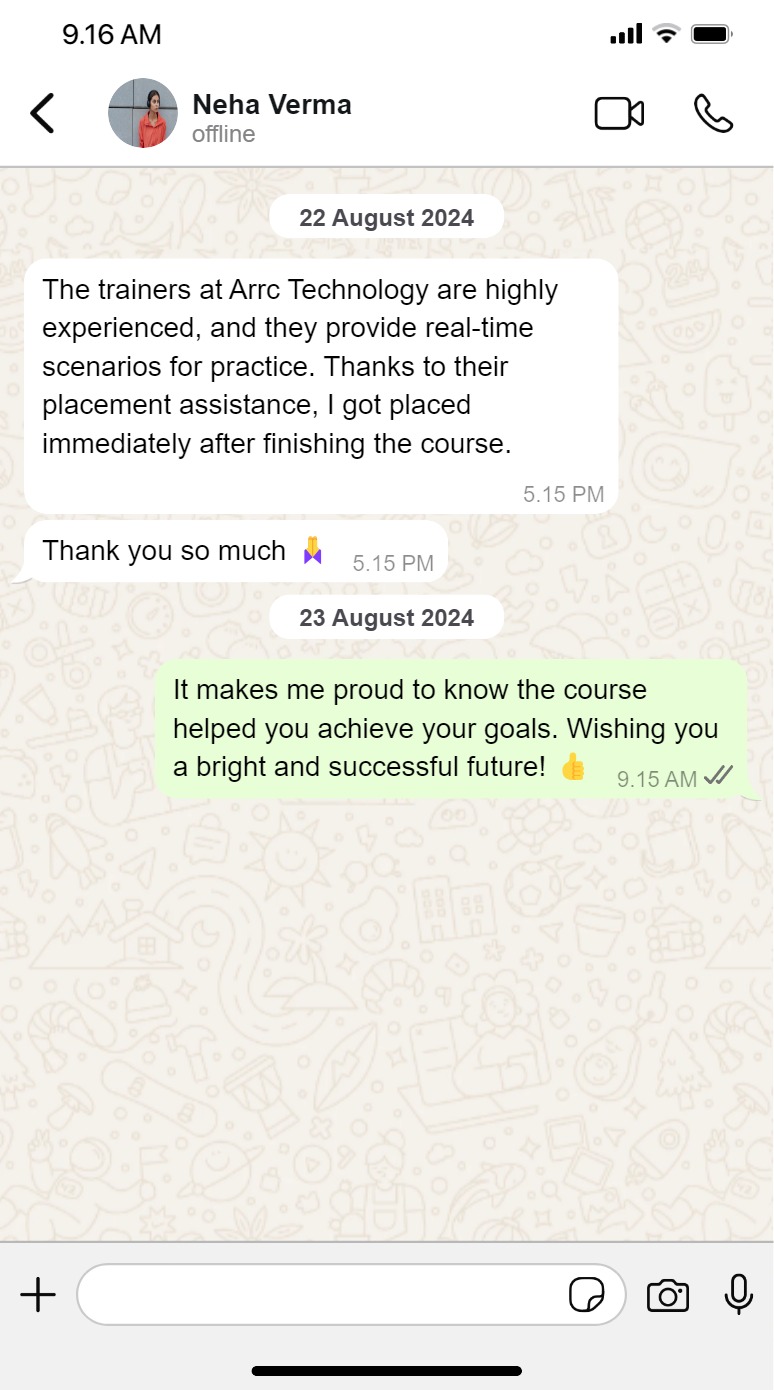 9.16 AM
Neha Verma
offline
22 August 2024
The trainers at Arrc Technology are highly
experienced, and they provide real-time
scenarios for practice. Thanks to their
placement assistance, I got placed
immediately after finishing the course.
5.15 PM
Thank you so much 🙏 5.15 PM
23 August 2024
It makes me proud to know the course
helped you achieve your goals. Wishing you
a bright and successful future! 👍 9.15 AM